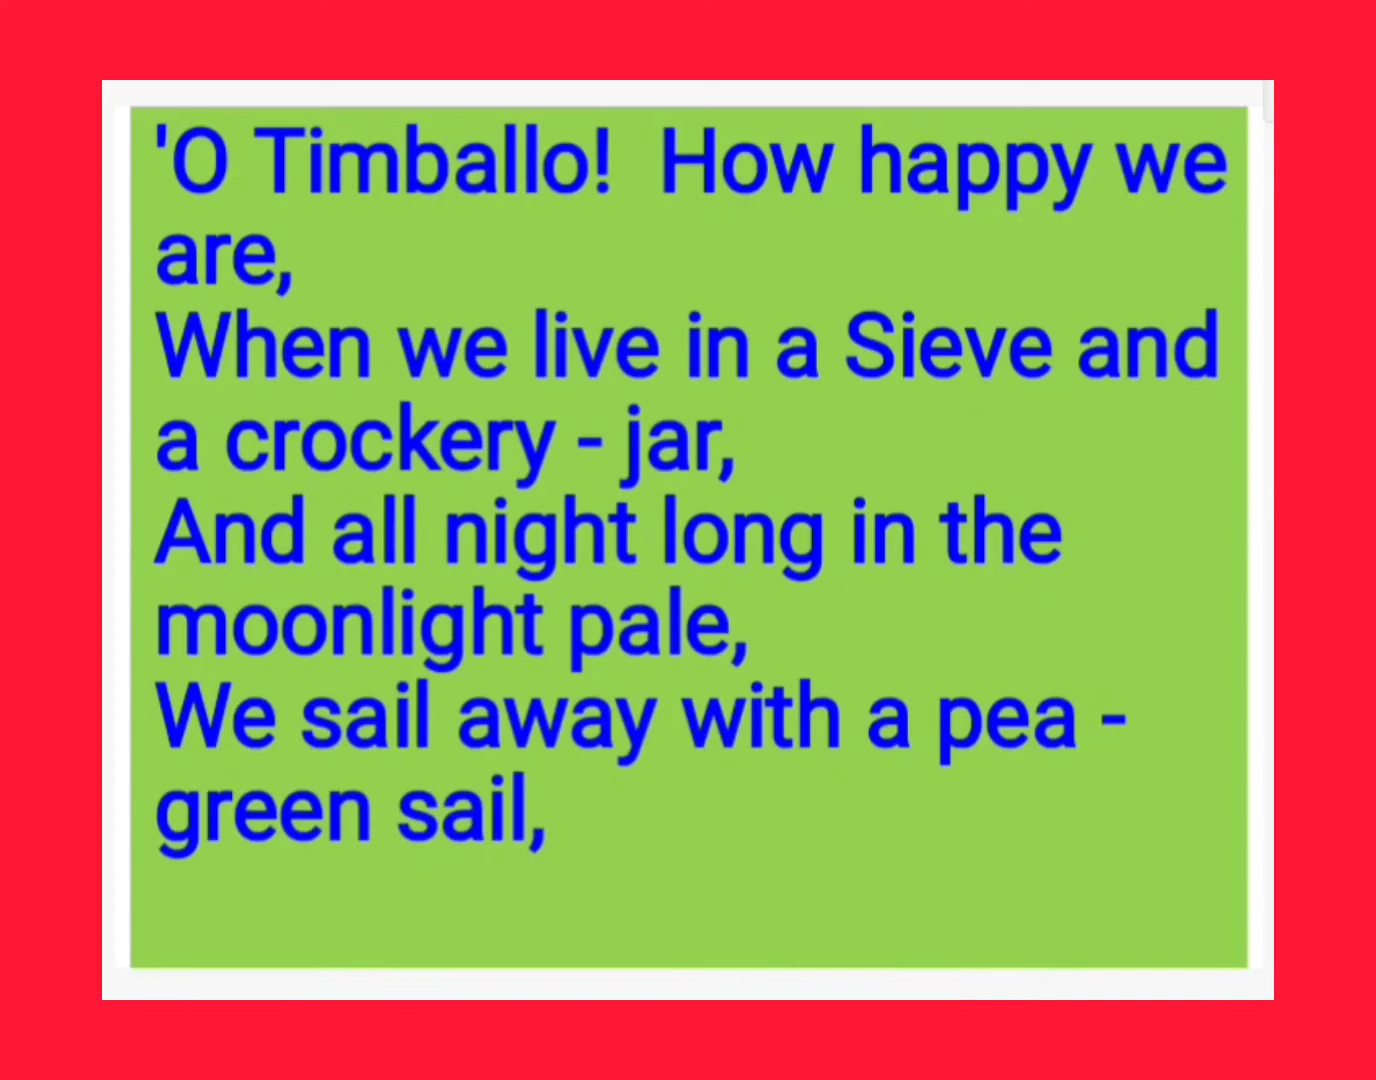 'O Timballo!  How happy we
are,
When we live in a Sieve and
a crockery - jar,
And all night long in the
moonlight pale,
We sail away with a pea -
green sail,